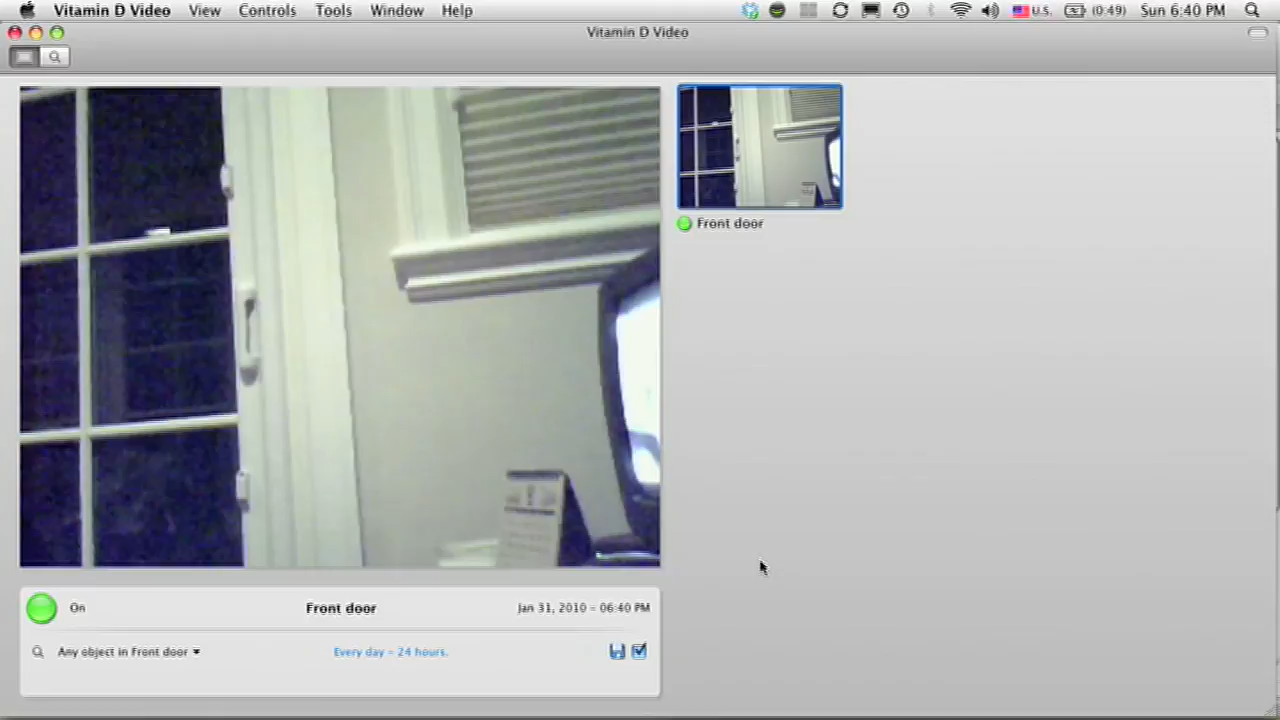 Vitamin D Video View Controls Tools Window Help U.S. (0:49) Sun 6:40 PM
Vitamin D Video
Front door
On Front door Jan 31, 2010 - 06:40 PM
Any object in Front door Every day - 24 hours.